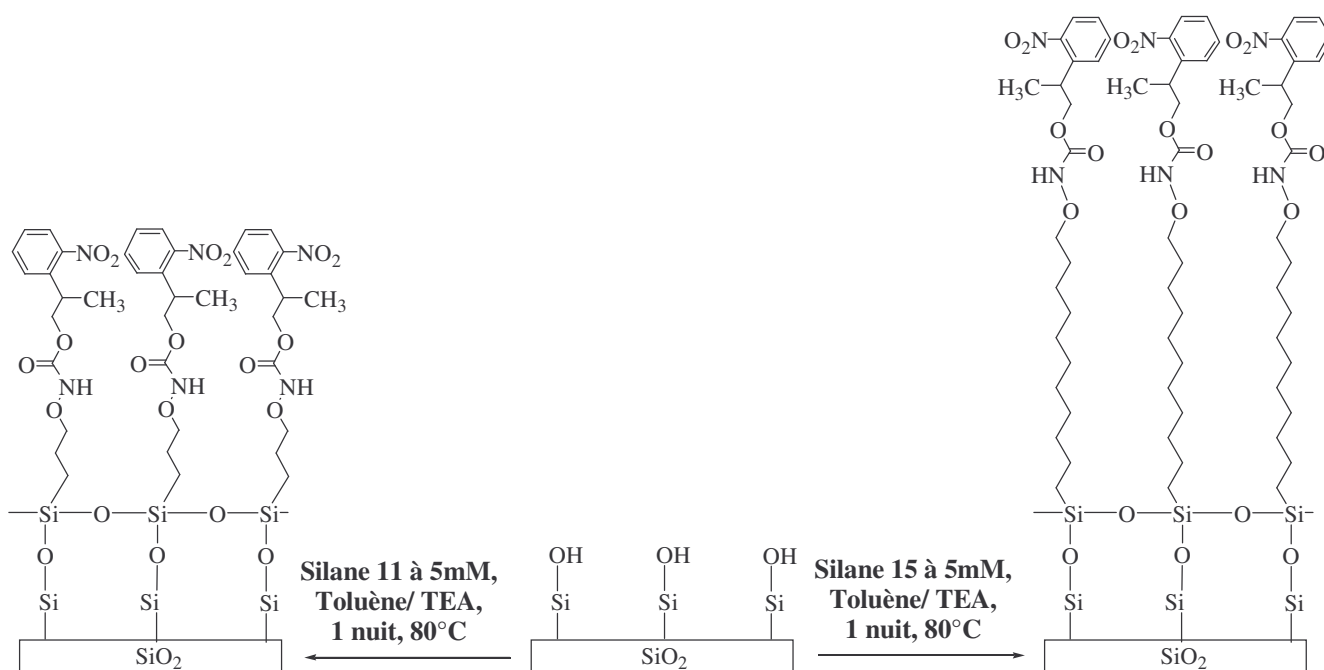 O₂N O₂N O₂N
H₃C H₃C H₃C
O O O
O O O
HN HN HN
O O O
NO₂ NO₂ NO₂
CH₃ CH₃ CH₃
O O O
O O O
NH NH NH
O O O
Si O Si O Si
O O O
Si Si Si
SiO₂
Silane 11 à 5mM,
Toluène/ TEA,
1 nuit, 80°C
OH OH OH
Si Si Si
SiO₂
Silane 15 à 5mM,
Toluène/ TEA,
1 nuit, 80°C
Si O Si O Si
O O O
Si Si Si
SiO₂